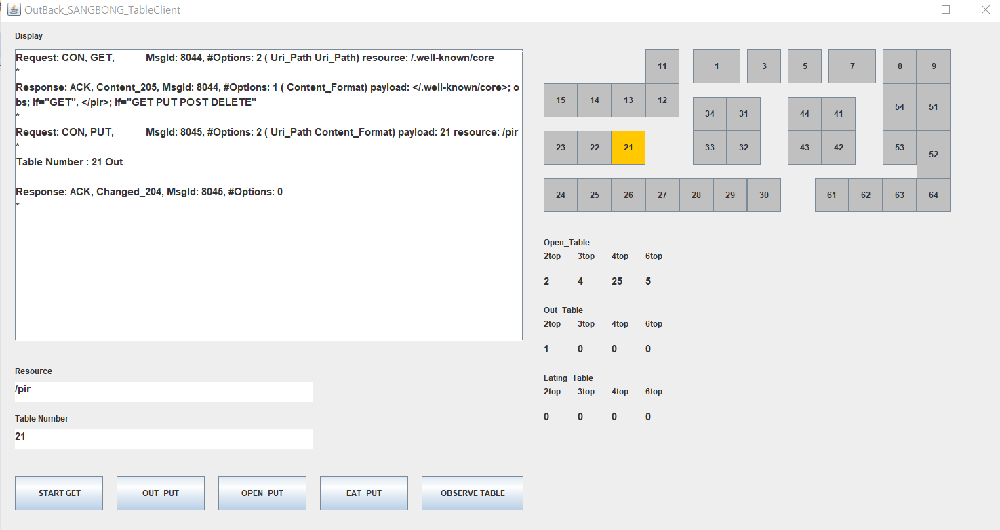 OutBack_SANGBONG_TableClient
Display
Request: CON, GET, MsgId: 8044, #Options: 2 ( Uri_Path Uri_Path) resource: /.well-known/core
*
Response: ACK, Content_205, MsgId: 8044, #Options: 1 ( Content_Format) payload: </.well-known/core>; o
bs; if="GET", </pir>; if="GET PUT POST DELETE"
*
Request: CON, PUT, MsgId: 8045, #Options: 2 ( Uri_Path Content_Format) payload: 21 resource: /pir
*
Table Number : 21 Out
Response: ACK, Changed_204, MsgId: 8045, #Options: 0
*
Resource
/pir
Table Number
21
START GET OUT_PUT OPEN_PUT EAT_PUT OBSERVE TABLE
11 1 3 5 7 8 9
15 14 13 12 54 51
34 31 44 41
23 22 21 33 32 43 42 53 52
24 25 26 27 28 29 30 61 62 63 64
Open_Table
2top 3top 4top 6top
2 4 25 5
Out_Table
2top 3top 4top 6top
1 0 0 0
Eating_Table
2top 3top 4top 6top
0 0 0 0